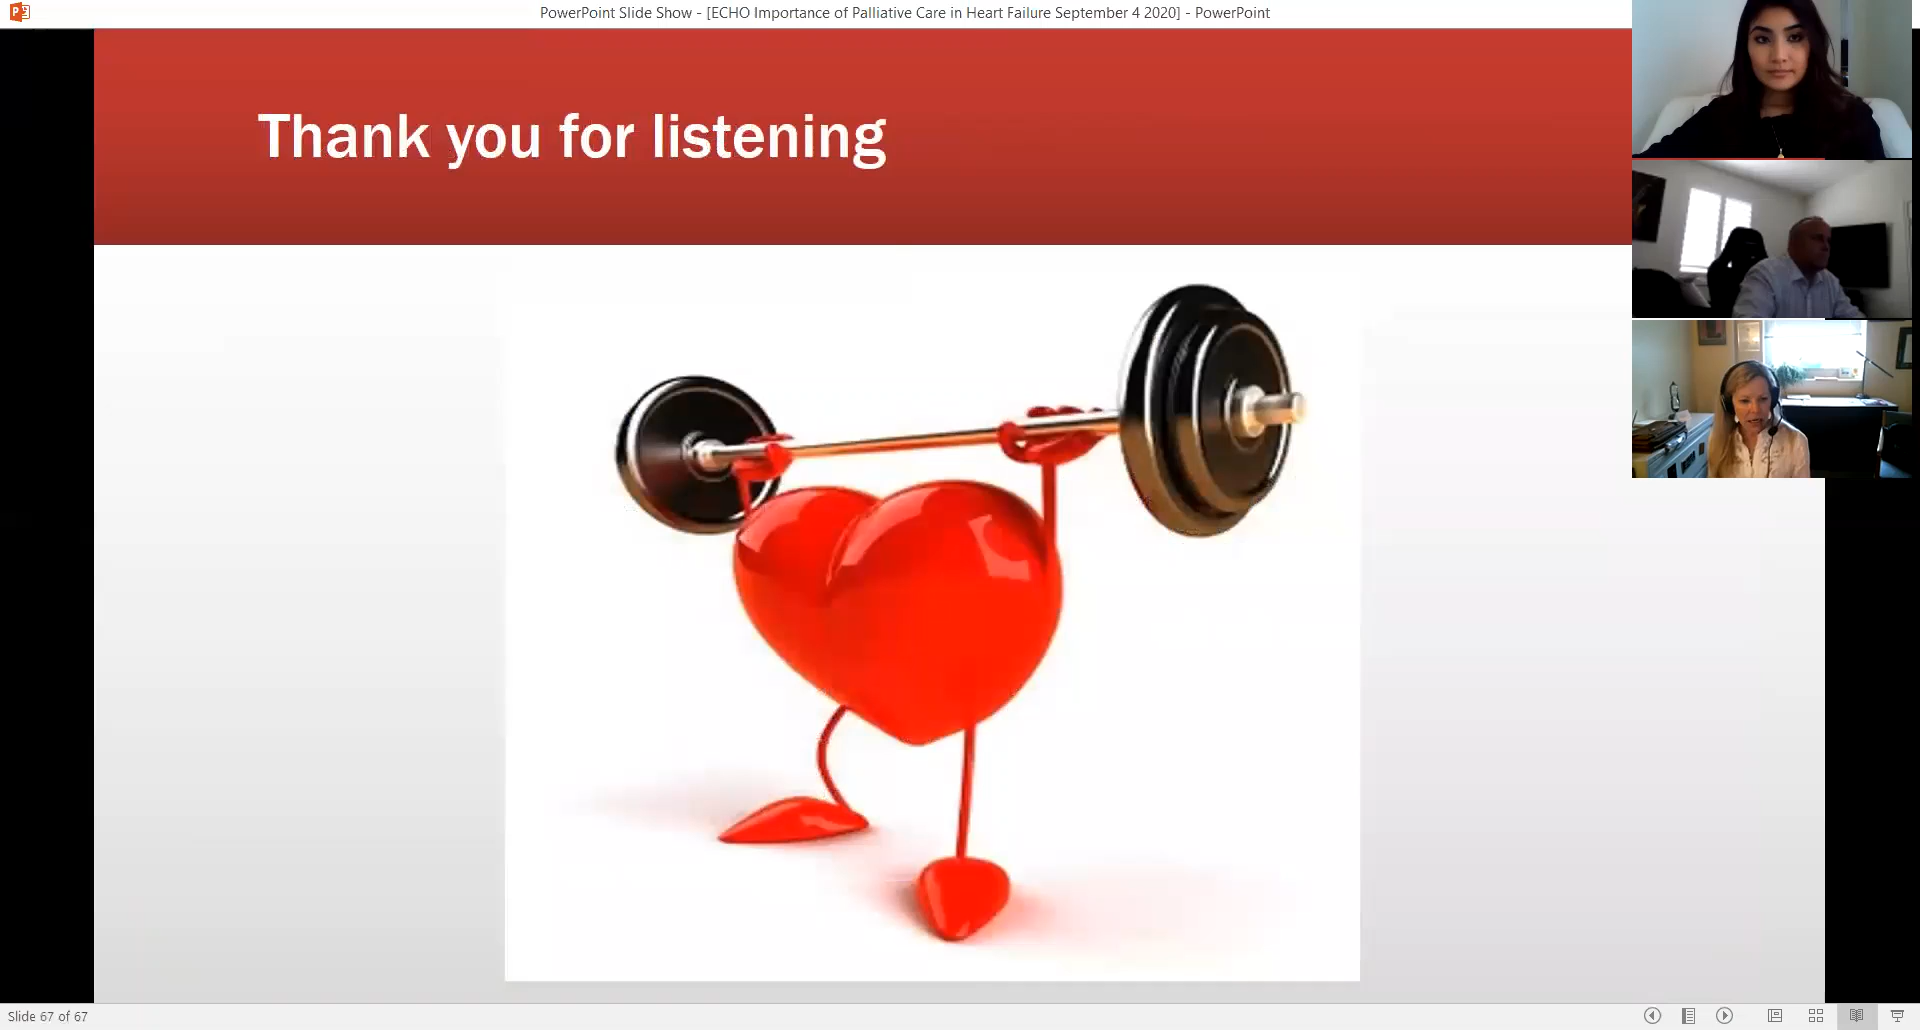 PowerPoint Slide Show - [ECHO Importance of Palliative Care in Heart Failure September 4 2020] - PowerPoint
Thank you for listening
Slide 67 of 67